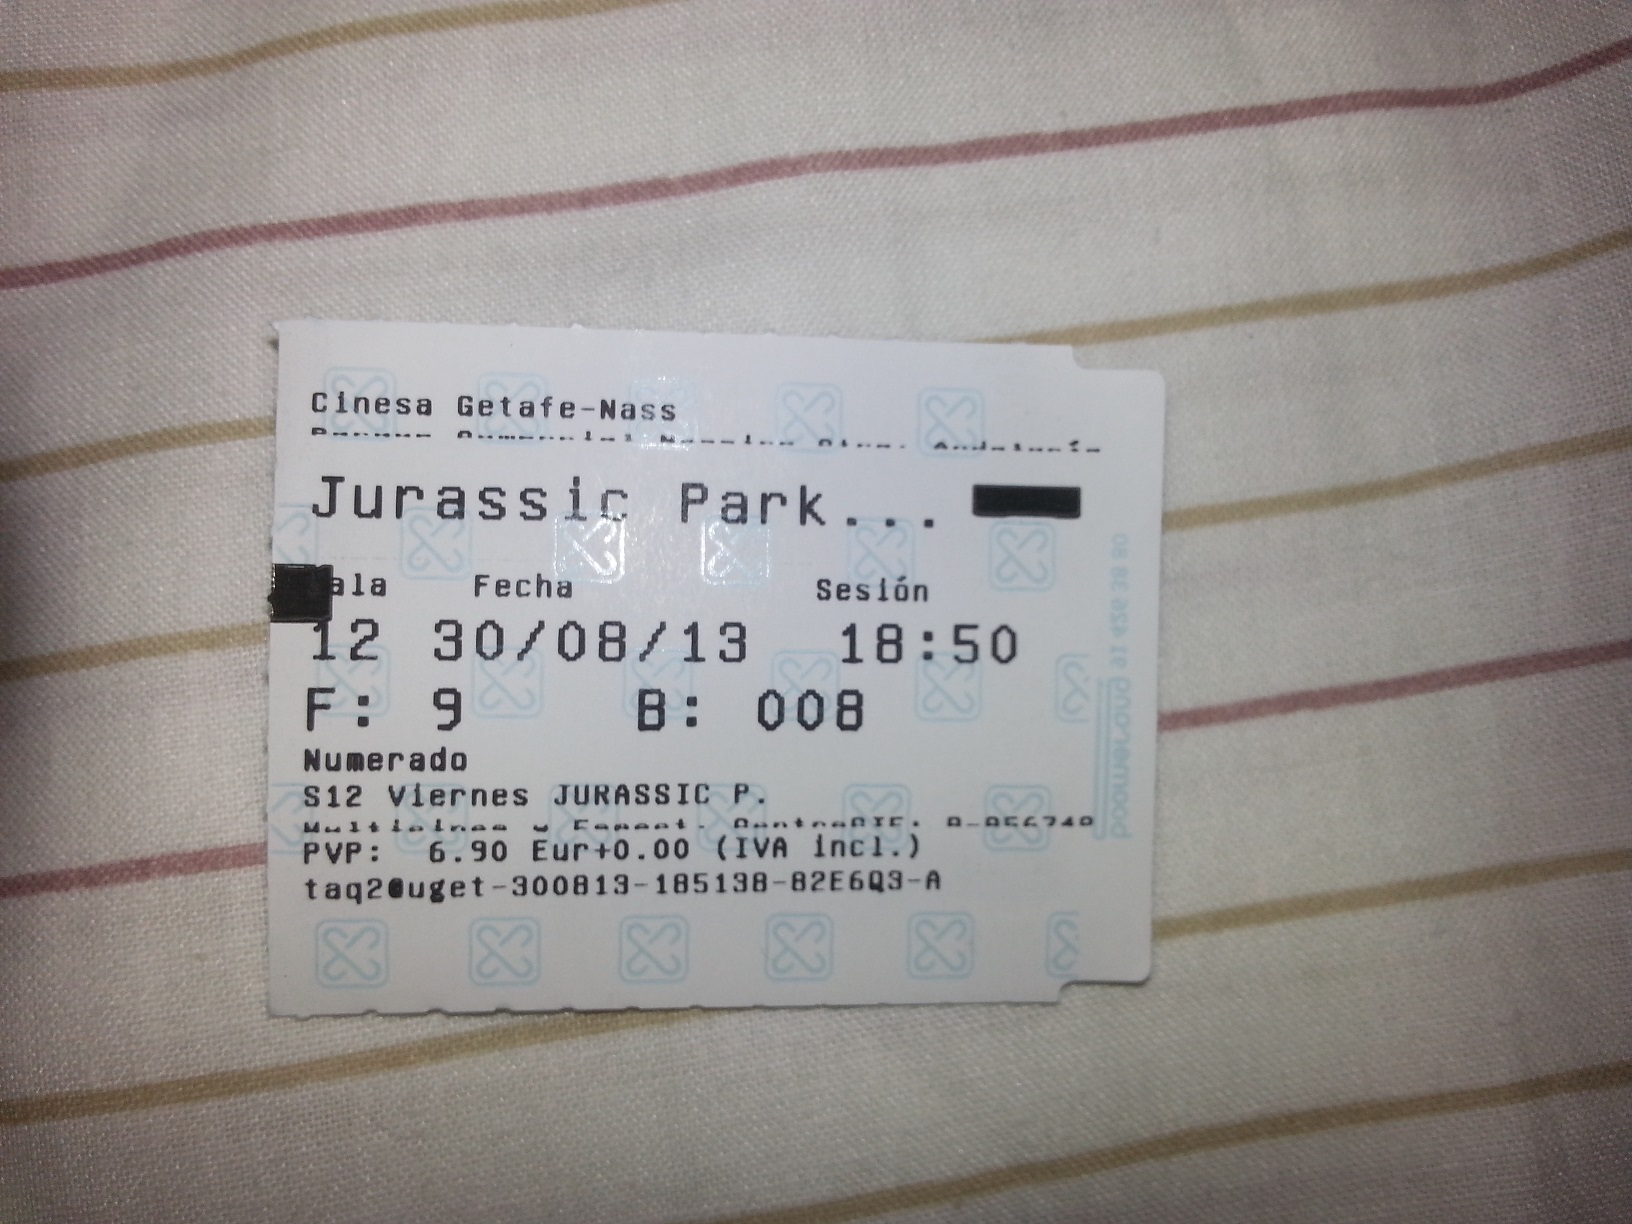 Cinesa Getafe-Nass
Jurassic Park...
ala Fecha Sesión
12 30/08/13 18:50
F: 9 B: 008
Numerado
S12 Viernes JURASSIC P.
PVP: 6.90 Eur+0.00 (IVA incl.)
taq2@uget-300813-185138-82E6Q3-A